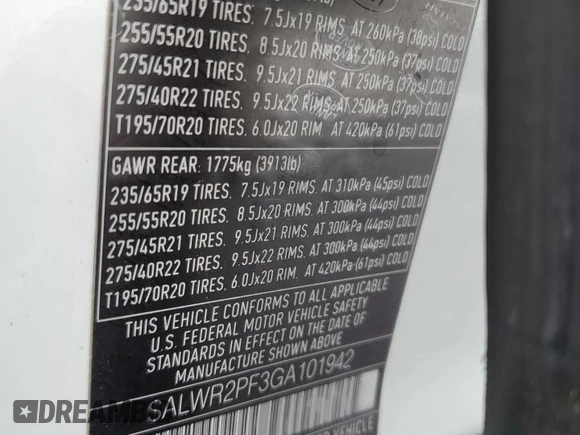 235/65R19 TIRES. 7.5Jx19 RIMS. AT 260kPa (38psi) COLD
255/55R20 TIRES. 8.5Jx20 RIMS. AT 250kPa (37psi) COLD
275/45R21 TIRES. 9.5Jx21 RIMS. AT 250kPa (37psi) COLD
275/40R22 TIRES. 9.5Jx22 RIMS. AT 250kPa (37psi) COLD
T195/70R20 TIRES. 6.0Jx20 RIM. AT 420kPa (61psi) COLD
GAWR REAR. 1775kg (3913lb)
235/65R19 TIRES. 7.5Jx19 RIMS. AT 310kPa (45psi) COLD
255/55R20 TIRES. 8.5Jx20 RIMS. AT 300kPa (44psi) COLD
275/45R21 TIRES. 9.5Jx21 RIMS. AT 300kPa (44psi) COLD
275/40R22 TIRES. 9.5Jx22 RIMS. AT 300kPa (44psi) COLD
T195/70R20 TIRES. 6.0Jx20 RIM. AT 420kPa (61psi) COLD
THIS VEHICLE CONFORMS TO ALL APPLICABLE
U.S. FEDERAL MOTOR VEHICLE SAFETY
STANDARDS IN EFFECT ON THE DATE OF
MANUFACTURE SHOWN ABOVE.
SALWR2PF3GA101942